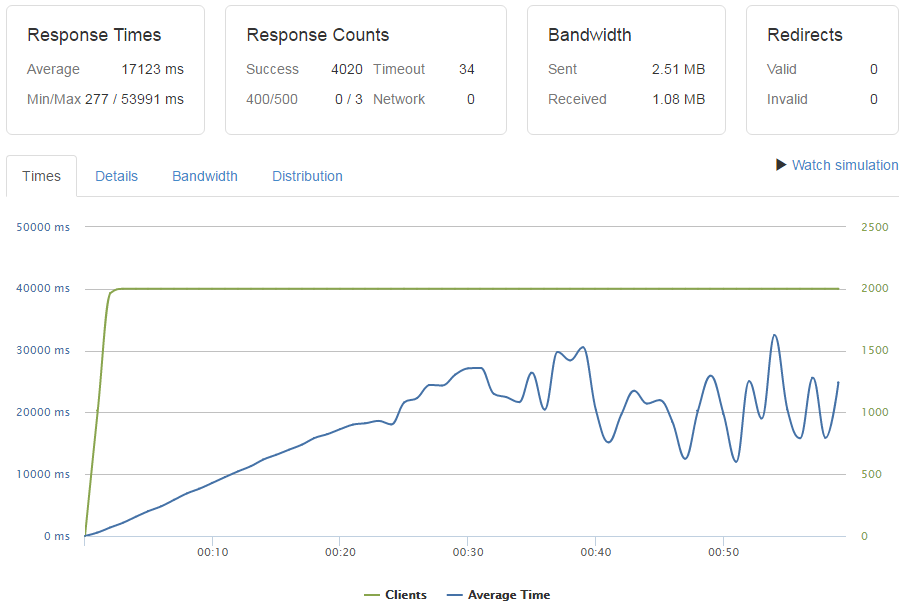 Response Times
Average 17123 ms
Min/Max 277 / 53991 ms
Response Counts
Success 4020 Timeout 34
400/500 0 / 3 Network 0
Bandwidth
Sent 2.51 MB
Received 1.08 MB
Redirects
Valid 0
Invalid 0
Times Details Bandwidth Distribution
Watch simulation
50000 ms 2500
40000 ms 2000
30000 ms 1500
20000 ms 1000
10000 ms 500
0 ms 0
00:10 00:20 00:30 00:40 00:50
Clients Average Time